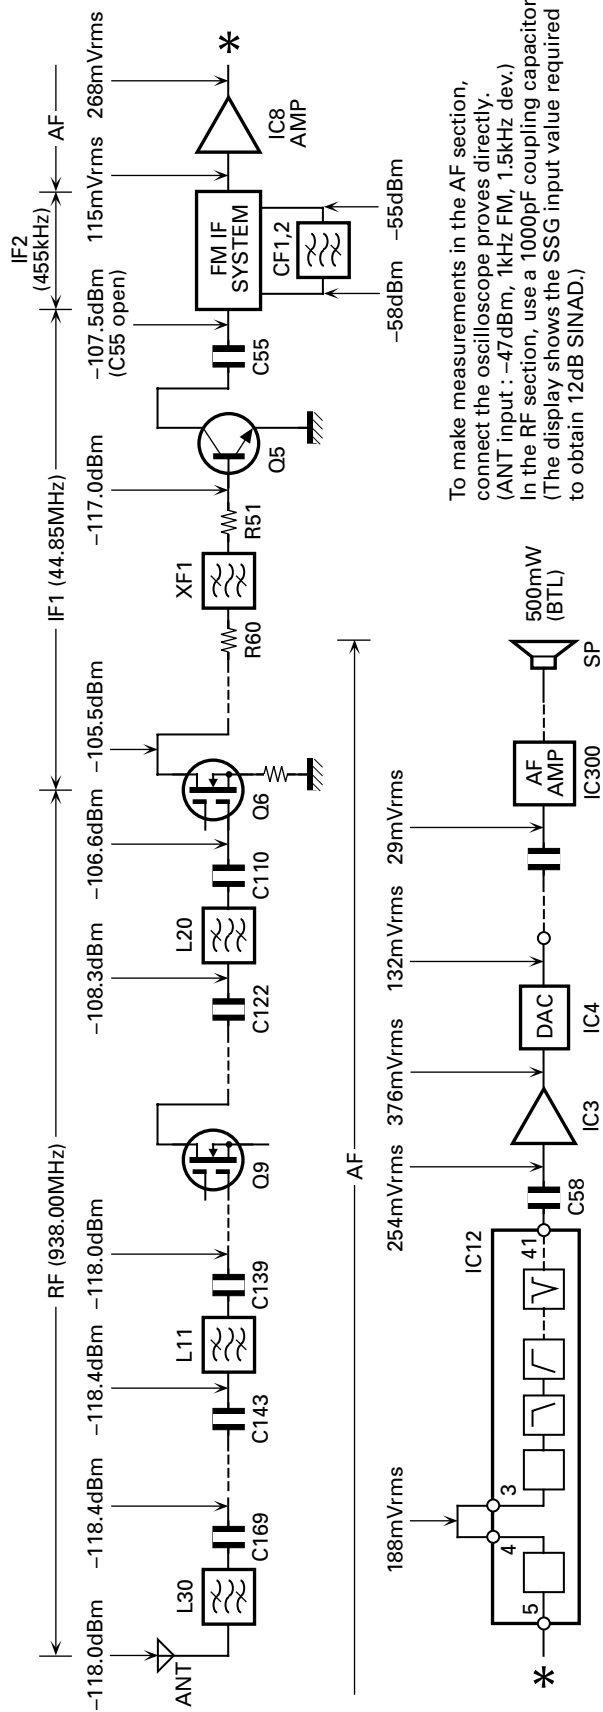 RF (938.00MHz)
IF1 (44.85MHz)
IF2
(455kHz)
AF
–118.0dBm
–118.4dBm
–118.4dBm
–118.0dBm
–108.3dBm
–106.6dBm
–105.5dBm
–117.0dBm
–107.5dBm
(C55 open)
115mVrms
268mVrms
ANT
L30
C169
C143
L11
C139
Q9
C122
L20
C110
Q6
R60
XF1
R51
Q5
C55
FM IF
SYSTEM
CF1,2
IC8
AMP
*
–58dBm
–55dBm
AF
188mVrms
254mVrms
376mVrms
132mVrms
29mVrms
*
5
4
3
41
IC12
C58
IC3
DAC
IC4
AF
AMP
IC300
SP
500mW
(BTL)
To make measurements in the AF section,
connect the oscilloscope proves directly.
(ANT input : –47dBm, 1kHz FM, 1.5kHz dev.)
In the RF section, use a 1000pF coupling capacitor
(The display shows the SSG input value required
to obtain 12dB SINAD.)